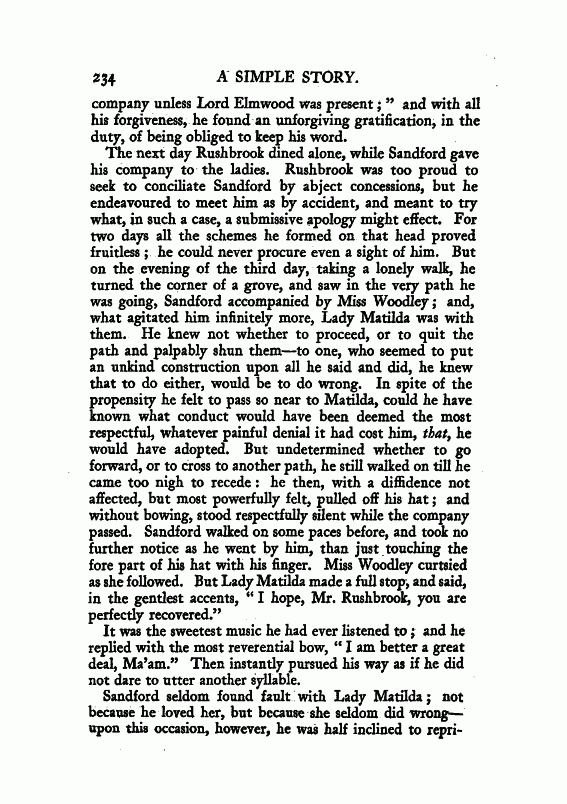 234 A SIMPLE STORY.
company unless Lord Elmwood was present ; " and with all
his forgiveness, he found an unforgiving gratification, in the
duty, of being obliged to keep his word.
The next day Rushbrook dined alone, while Sandford gave
his company to the ladies. Rushbrook was too proud to
seek to conciliate Sandford by abject concessions, but he
endeavoured to meet him as by accident, and meant to try
what, in such a case, a submissive apology might effect. For
two days all the schemes he formed on that head proved
fruitless ; he could never procure even a sight of him. But
on the evening of the third day, taking a lonely walk, he
turned the corner of a grove, and saw in the very path he
was going, Sandford accompanied by Miss Woodley ; and,
what agitated him infinitely more, Lady Matilda was with
them. He knew not whether to proceed, or to quit the
path and palpably shun them—to one, who seemed to put
an unkind construction upon all he said and did, he knew
that to do either, would be to do wrong. In spite of the
propensity he felt to pass so near to Matilda, could he have
known what conduct would have been deemed the most
respectful, whatever painful denial it had cost him, that, he
would have adopted. But undetermined whether to go
forward, or to cross to another path, he still walked on till he
came too nigh to recede : he then, with a diffidence not
affected, but most powerfully felt, pulled off his hat ; and
without bowing, stood respectfully silent while the company
passed. Sandford walked on some paces before, and took no
further notice as he went by him, than just touching the
fore part of his hat with his finger. Miss Woodley curtsied
as she followed. But Lady Matilda made a full stop, and said,
in the gentlest accents, " I hope, Mr. Rushbrook, you are
perfectly recovered."
It was the sweetest music he had ever listened to ; and he
replied with the most reverential bow, " I am better a great
deal, Ma'am." Then instantly pursued his way as if he did
not dare to utter another syllable.
Sandford seldom found fault with Lady Matilda ; not
because he loved her, but because she seldom did wrong—
upon this occasion, however, he was half inclined to repri-